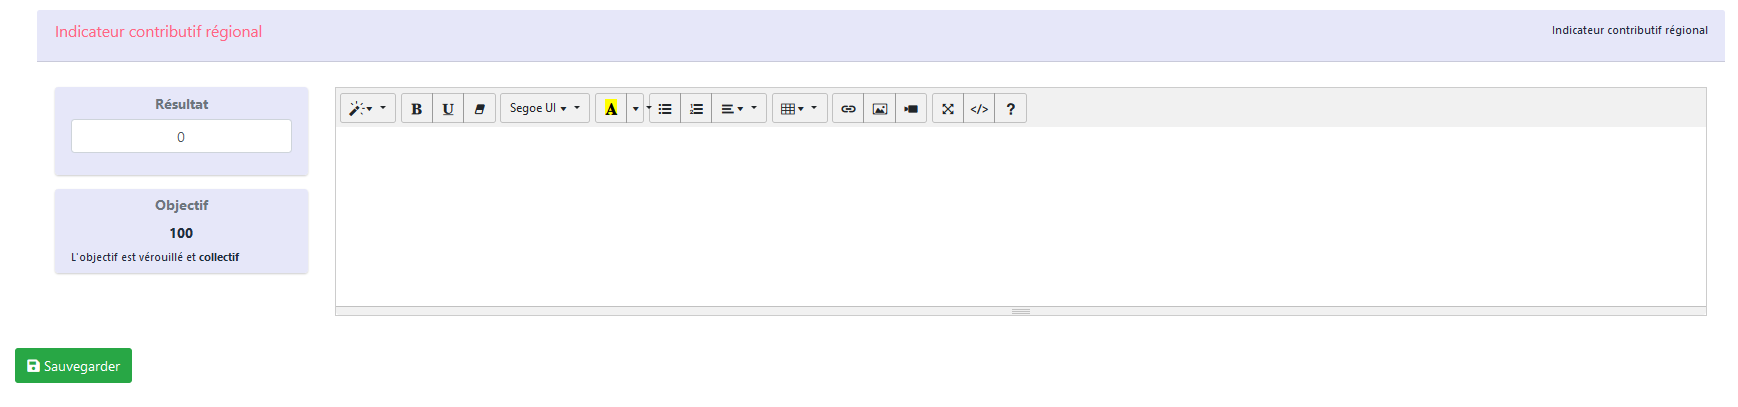 Indicateur contributif régional
Indicateur contributif régional
Résultat
0
Objectif
100
L'objectif est vérouillé et collectif
B U Segoe UI A </> ?
Sauvegarder